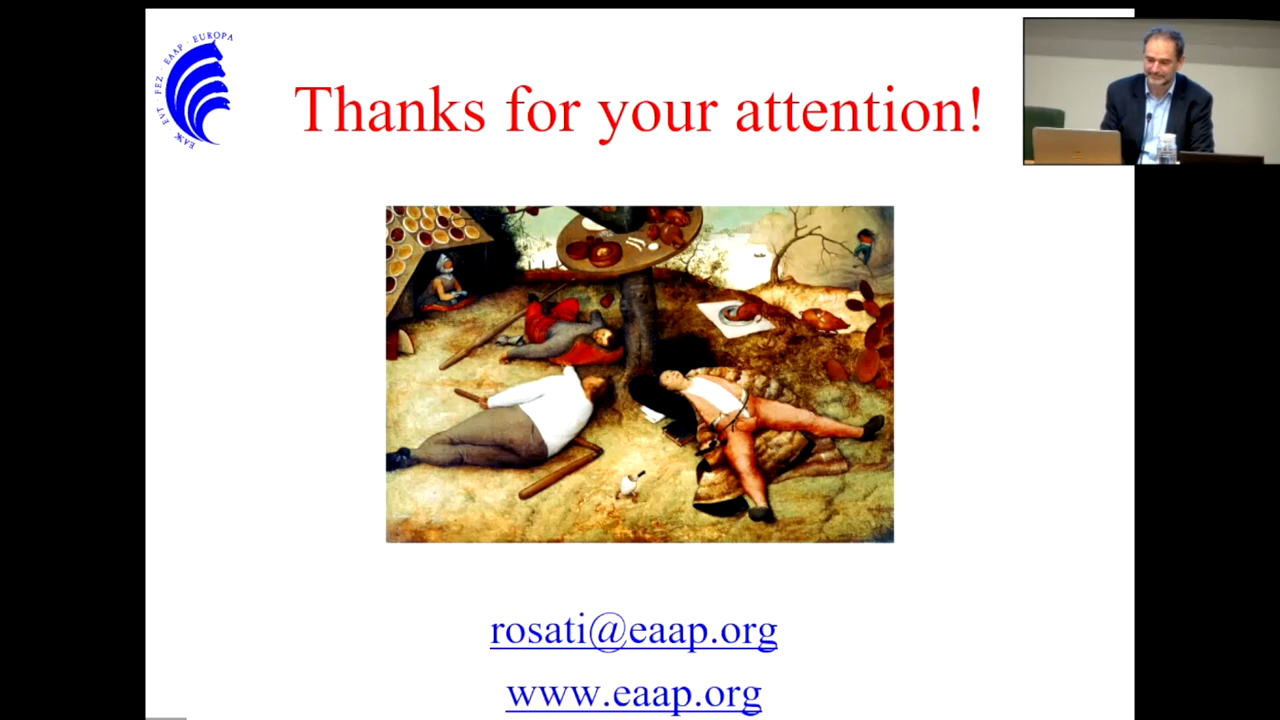 EAAP · EUROPA
EVT · FEZ ·
ЕАЖ
Thanks for your attention!
rosati@eaap.org
www.eaap.org